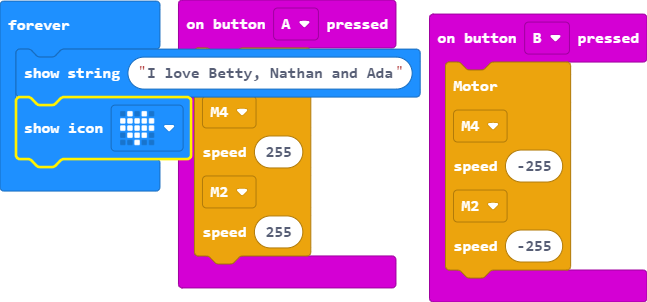 forever
show string "I love Betty, Nathan and Ada"
show icon
on button A pressed
M4
speed 255
M2
speed 255
on button B pressed
Motor
M4
speed -255
M2
speed -255